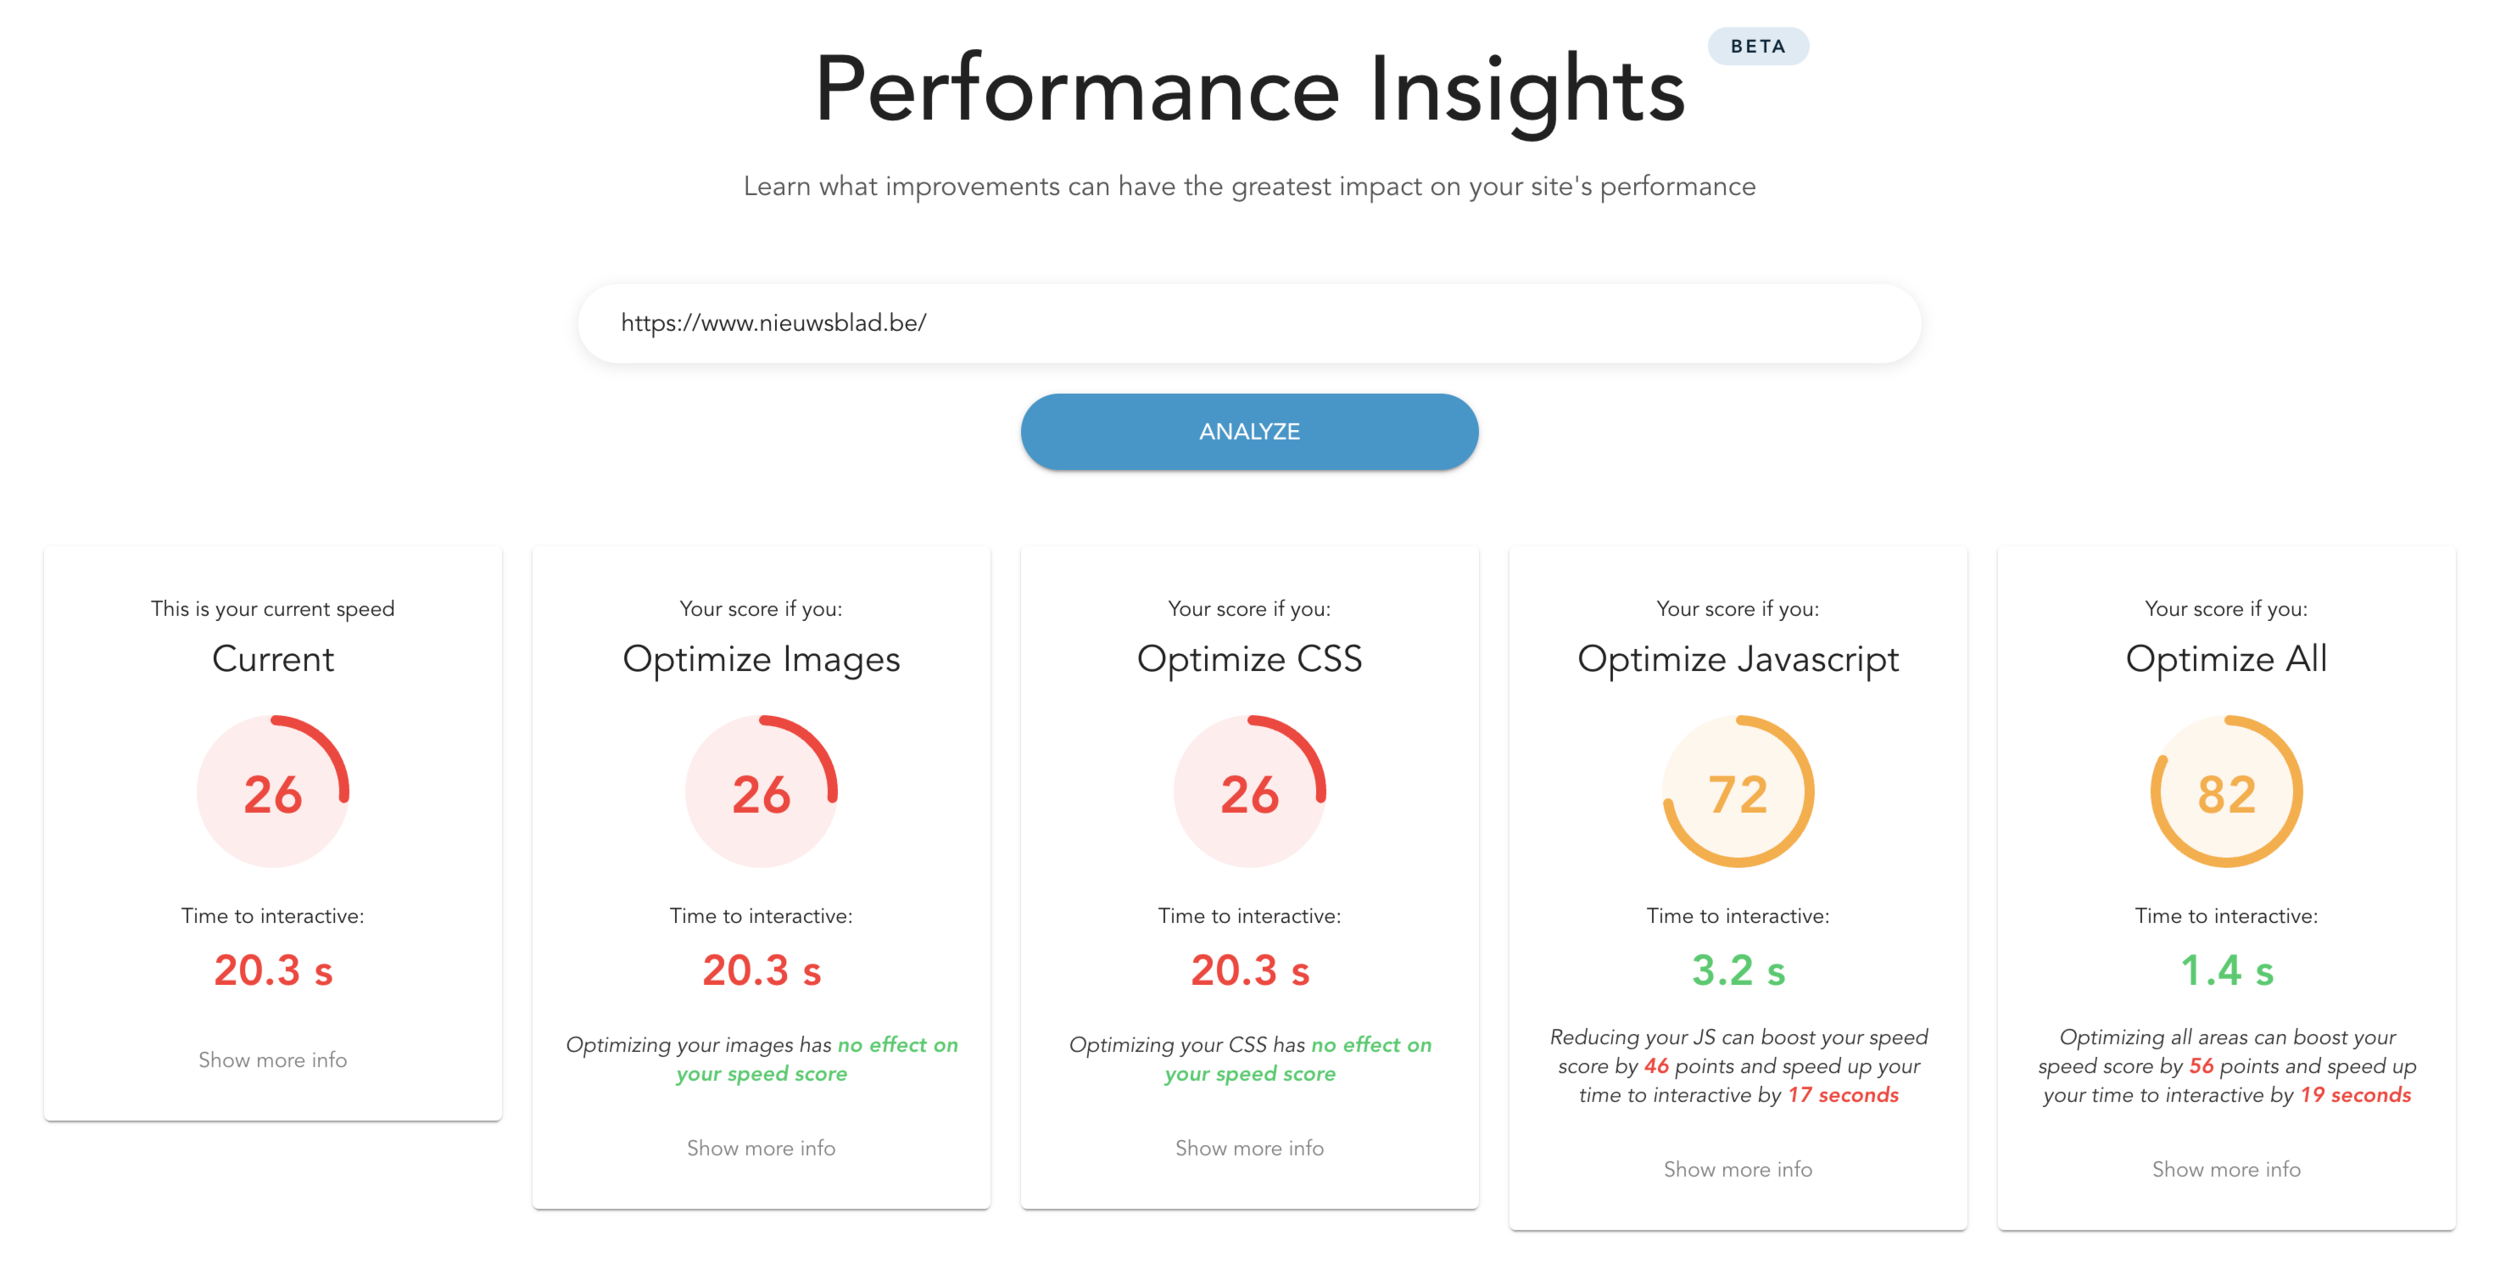 BETA
Performance Insights
Learn what improvements can have the greatest impact on your site's performance
https://www.nieuwsblad.be/
ANALYZE
This is your current speed
Current
26
Time to interactive:
20.3 s
Show more info
Your score if you:
Optimize Images
26
Time to interactive:
20.3 s
Optimizing your images has no effect on
your speed score
Show more info
Your score if you:
Optimize CSS
26
Time to interactive:
20.3 s
Optimizing your CSS has no effect on
your speed score
Show more info
Your score if you:
Optimize Javascript
72
Time to interactive:
3.2 s
Reducing your JS can boost your speed
score by 46 points and speed up your
time to interactive by 17 seconds
Show more info
Your score if you:
Optimize All
82
Time to interactive:
1.4 s
Optimizing all areas can boost your
speed score by 56 points and speed up
your time to interactive by 19 seconds
Show more info